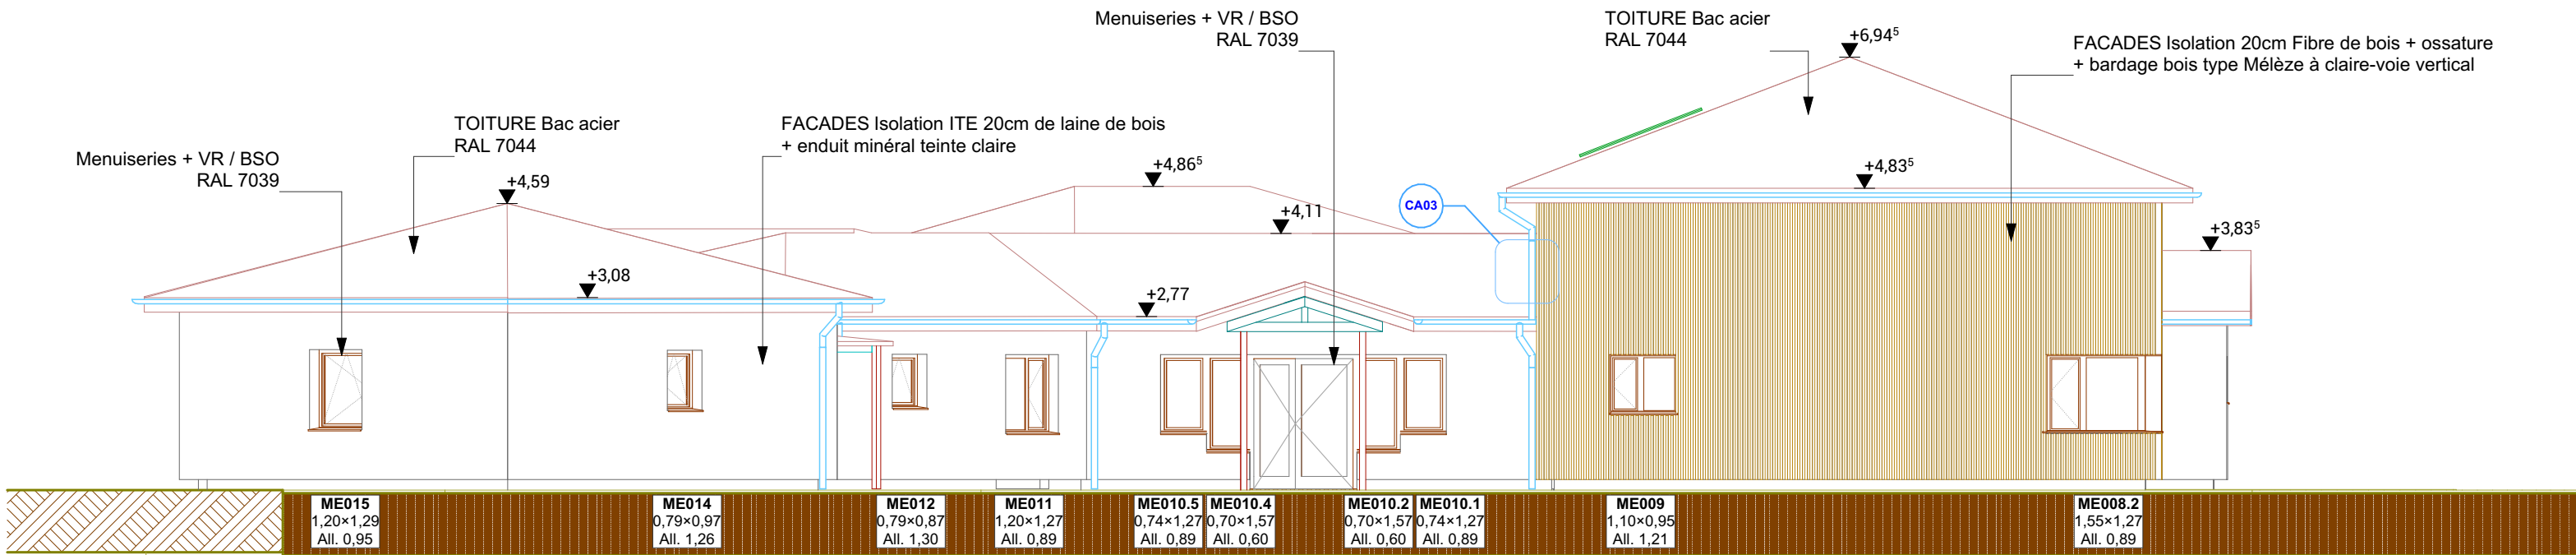 Menuiseries + VR / BSO
RAL 7039
TOITURE Bac acier
RAL 7044
FACADES Isolation ITE 20cm de laine de bois
+ enduit minéral teinte claire
Menuiseries + VR / BSO
RAL 7039
TOITURE Bac acier
RAL 7044
FACADES Isolation 20cm Fibre de bois + ossature
+ bardage bois type Mélèze à claire-voie vertical
+4,59
+3,08
+4,86⁵
+4,11
+2,77
CA03
+6,94⁵
+4,83⁵
+3,83⁵
ME015
1,20×1,29
All. 0,95
ME014
0,79×0,97
All. 1,26
ME012
0,79×0,87
All. 1,30
ME011
1,20×1,27
All. 0,89
ME010.5
0,74×1,27
All. 0,89
ME010.4
0,70×1,57
All. 0,60
ME010.2
0,70×1,57
All. 0,60
ME010.1
0,74×1,27
All. 0,89
ME009
1,10×0,95
All. 1,21
ME008.2
1,55×1,27
All. 0,89